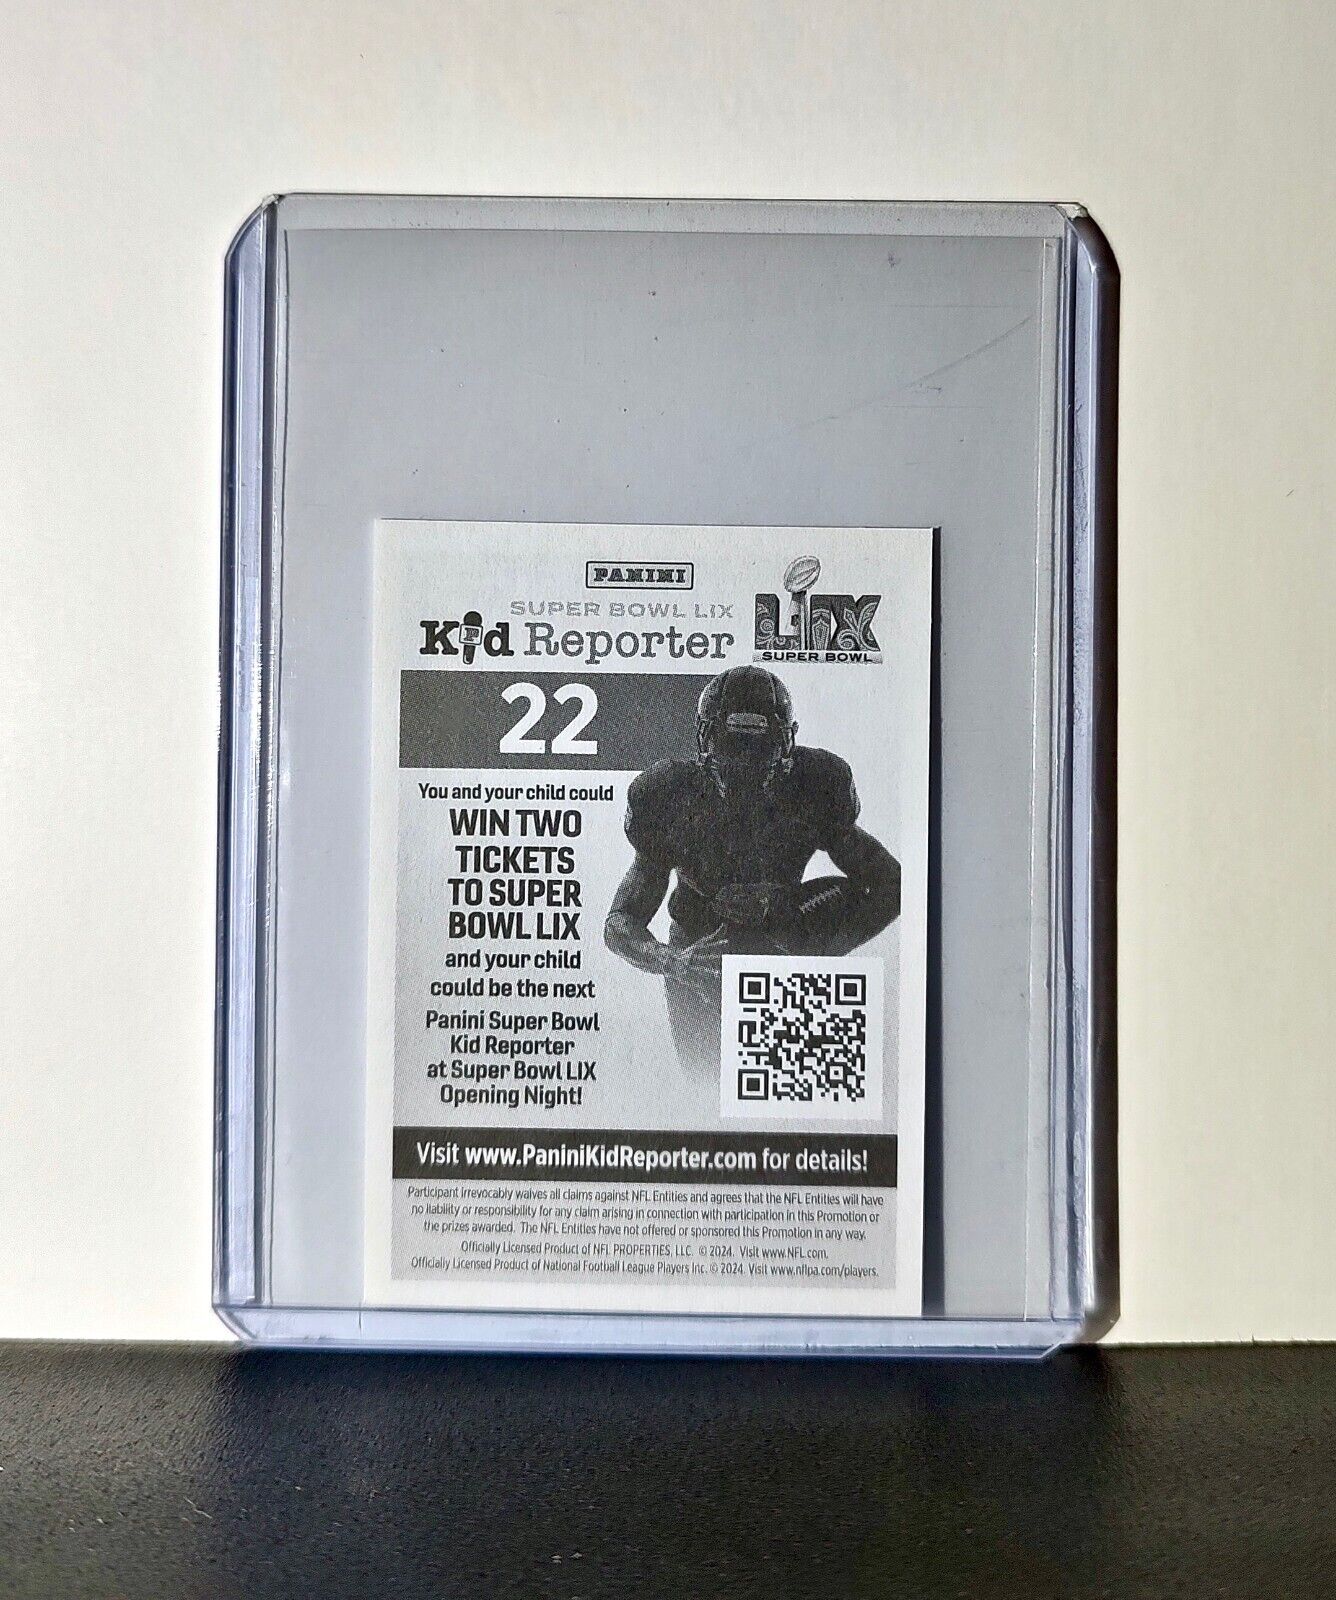 PANINI
SUPER BOWL LIX
Kid Reporter
LIX
SUPER BOWL
22
You and your child could
WIN TWO
TICKETS
TO SUPER
BOWL LIX
and your child
could be the next
Panini Super Bowl
Kid Reporter
at Super Bowl LIX
Opening Night!
Visit www.PaniniKidReporter.com for details!
Participant irrevocably waives all claims against NFL Entities and agrees that the NFL Entities will have
no liability or responsibility for any claim arising in connection with participation in this Promotion or
the prizes awarded. The NFL Entities have not offered or sponsored this Promotion in any way.
Officially Licensed Product of NFL PROPERTIES, LLC. © 2024. Visit www.NFL.com.
Officially Licensed Product of National Football League Players Inc. © 2024. Visit www.nflpa.com/players.